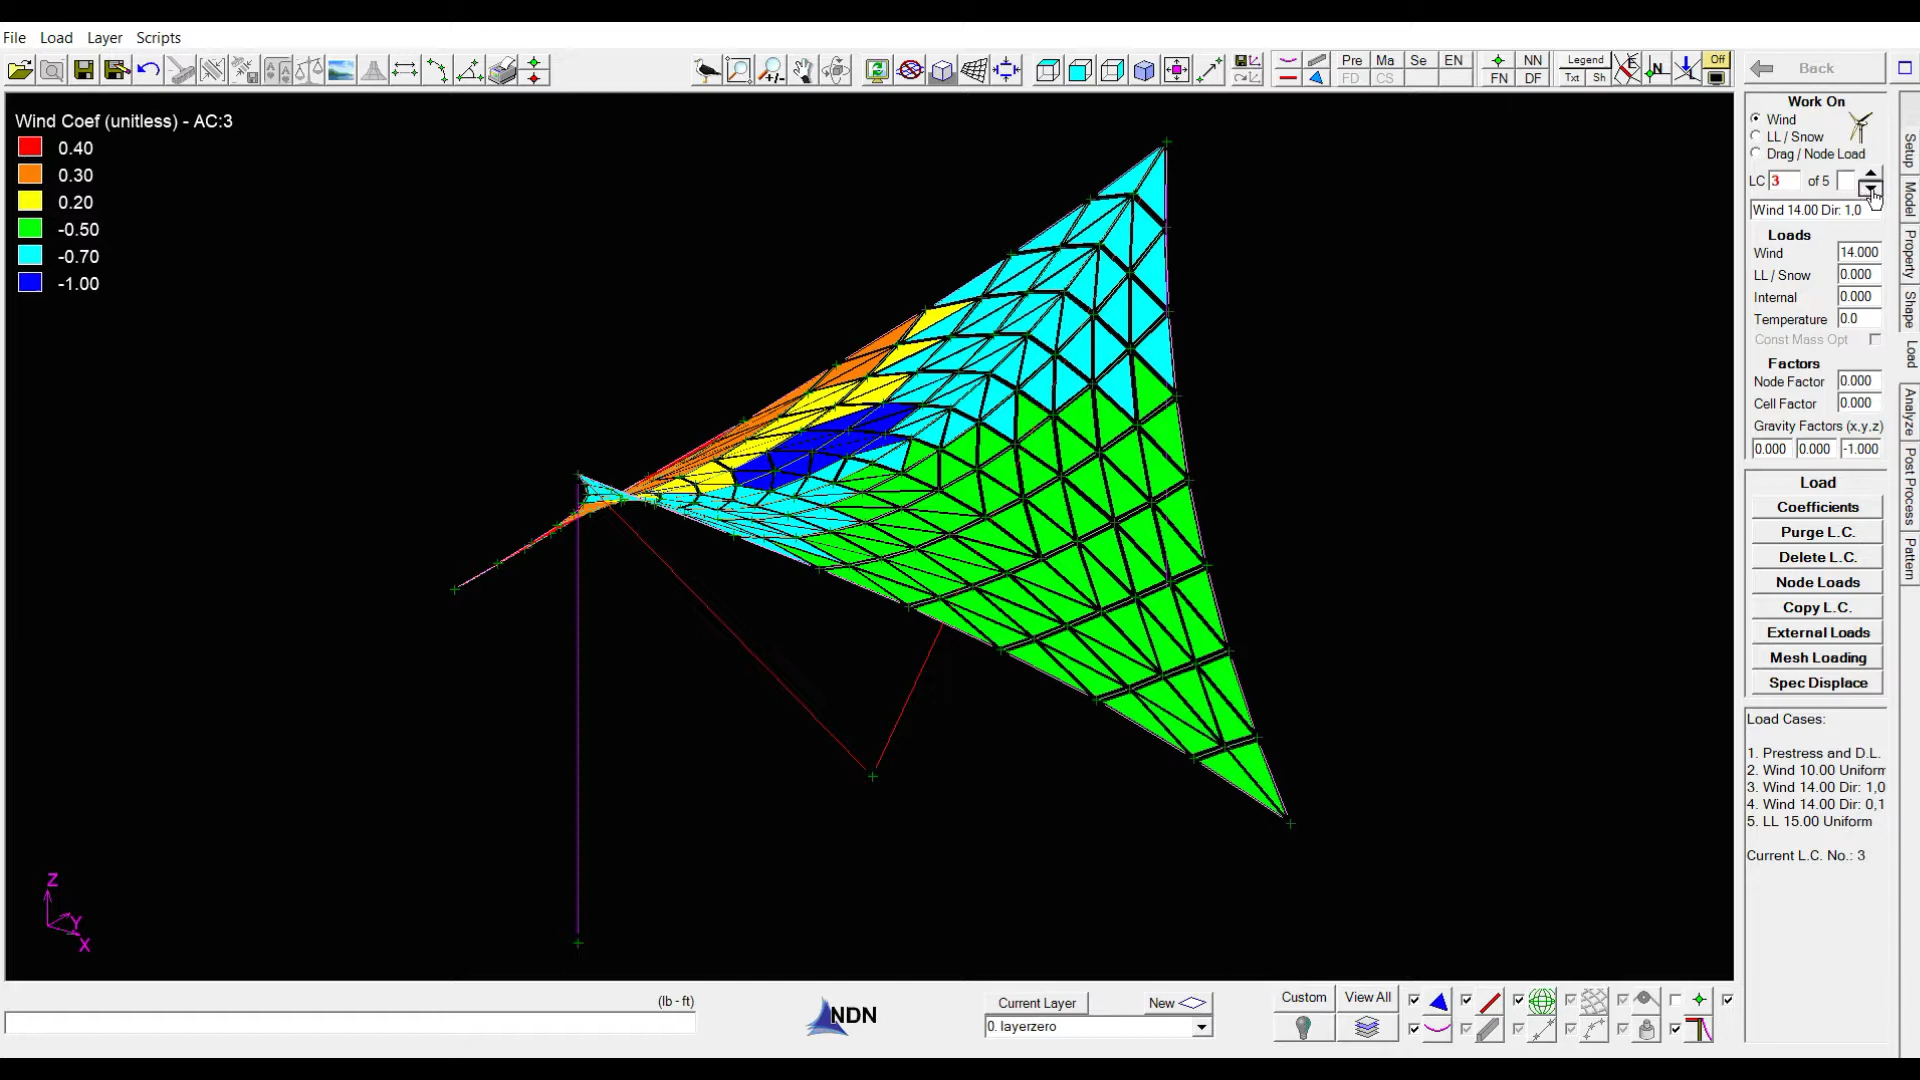 File Load Layer Scripts
Pre Ma Se EN
FD CS
FN
NN
DF
Legend
Txt Sh
E
N
L
Off
Back
Wind Coef (unitless) - AC:3
0.40
0.30
0.20
-0.50
-0.70
-1.00
Z
Y
X
Work On
Wind
LL / Snow
Drag / Node Load
LC 3 of 5
Wind 14.00 Dir: 1,0
Loads
Wind 14.000
LL / Snow 0.000
Internal 0.000
Temperature 0.0
Const Mass Opt
Factors
Node Factor 0.000
Cell Factor 0.000
Gravity Factors (x,y,z)
0.000 0.000 -1.000
Load
Coefficients
Purge L.C.
Delete L.C.
Node Loads
Copy L.C.
External Loads
Mesh Loading
Spec Displace
Load Cases:
1. Prestress and D.L.
2. Wind 10.00 Uniform
3. Wind 14.00 Dir: 1,0
4. Wind 14.00 Dir: 0,1
5. LL 15.00 Uniform
Current L.C. No.: 3
Setup
Model
Property
Shape
Load
Analyze
Post Process
Pattern
(lb - ft)
NDN
Current Layer
New
0. layerzero
Custom
View All